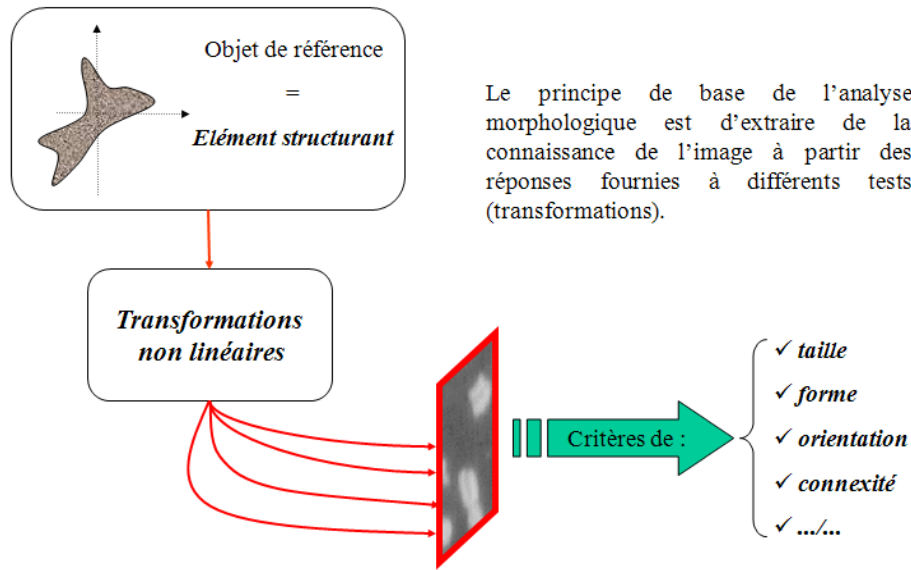 Objet de référence
=
Elément structurant
Le principe de base de l'analyse
morphologique est d'extraire de la
connaissance de l'image à partir des
réponses fournies à différents tests
(transformations).
Transformations
non linéaires
Critères de :
✓ taille
✓ forme
✓ orientation
✓ connexité
✓ .../...